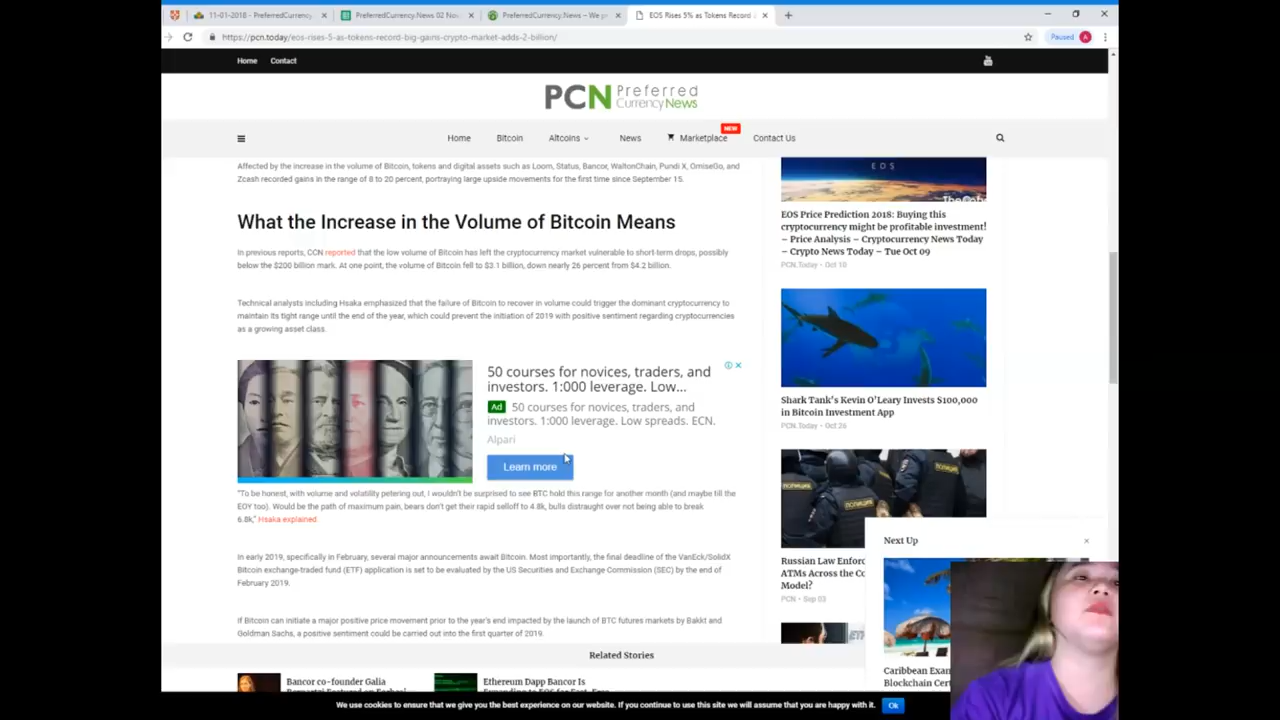 11-01-2018 - PreferredCurrency
PreferredCurrency.News 02 Nov
PreferredCurrency.News – We pr
EOS Rises 5% as Tokens Record
https://pcn.today/eos-rises-5-as-tokens-record-big-gains-crypto-market-adds-2-billion/
Paused
A
Home
Contact
PCN Preferred
CurrencyNews
Home
Bitcoin
Altcoins
News
Marketplace
NEW
Contact Us
Affected by the increase in the volume of Bitcoin, tokens and digital assets such as Loom, Status, Bancor, WaltonChain, Pundi X, OmiseGo, and
Zcash recorded gains in the range of 8 to 20 percent, portraying large upside movements for the first time since September 15.
What the Increase in the Volume of Bitcoin Means
In previous reports, CCN reported that the low volume of Bitcoin has left the cryptocurrency market vulnerable to short-term drops, possibly
below the $200 billion mark. At one point, the volume of Bitcoin fell to $3.1 billion, down nearly 26 percent from $4.2 billion.
Technical analysts including Hsaka emphasized that the failure of Bitcoin to recover in volume could trigger the dominant cryptocurrency to
maintain its tight range until the end of the year, which could prevent the initiation of 2019 with positive sentiment regarding cryptocurrencies
as a growing asset class.
50 courses for novices, traders, and
investors. 1:000 leverage. Low...
Ad 50 courses for novices, traders, and
investors. 1:000 leverage. Low spreads. ECN.
Alpari
Learn more
"To be honest, with volume and volatility petering out, I wouldn't be surprised to see BTC hold this range for another month (and maybe till the
EOY too). Would be the path of maximum pain, bears don't get their rapid selloff to 4.8k, bulls distraught over not being able to break
6.8k," Hsaka explained.
In early 2019, specifically in February, several major announcements await Bitcoin. Most importantly, the final deadline of the VanEck/SolidX
Bitcoin exchange-traded fund (ETF) application is set to be evaluated by the US Securities and Exchange Commission (SEC) by the end of
February 2019.
If Bitcoin can initiate a major positive price movement prior to the year's end impacted by the launch of BTC futures markets by Bakkt and
Goldman Sachs, a positive sentiment could be carried out into the first quarter of 2019.
EOS
EOS Price Prediction 2018: Buying this
cryptocurrency might be profitable investment!
– Price Analysis – Cryptocurrency News Today
– Crypto News Today – Tue Oct 09
PCN.Today - Oct 10
Shark Tank's Kevin O'Leary Invests $100,000
in Bitcoin Investment App
PCN.Today - Oct 26
ПОЛИЦИЯ
Russian Law Enforc
ATMs Across the Co
Model?
PCN - Sep 03
Next Up
Caribbean Exam
Blockchain Cert
Related Stories
Bancor co-founder Galia
Ethereum Dapp Bancor Is
Expanding to EOS for Fast, Free
We use cookies to ensure that we give you the best experience on our website. If you continue to use this site we will assume that you are happy with it.
Ok